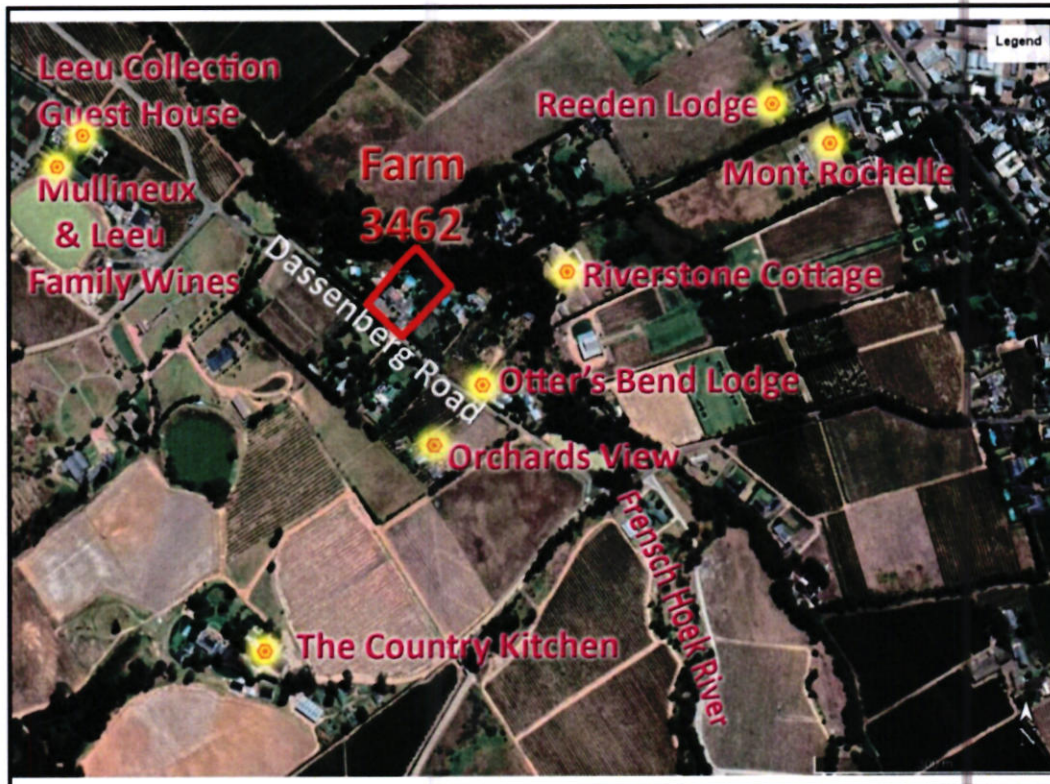 Legend
Leeu Collection
Guest House
Reeden Lodge
Farm
3462
Mont Rochelle
Mullineux
& Leeu
Family Wines
Dassenberg Road
Riverstone Cottage
Otter's Bend Lodge
Orchards View
Frensch Hoek River
The Country Kitchen